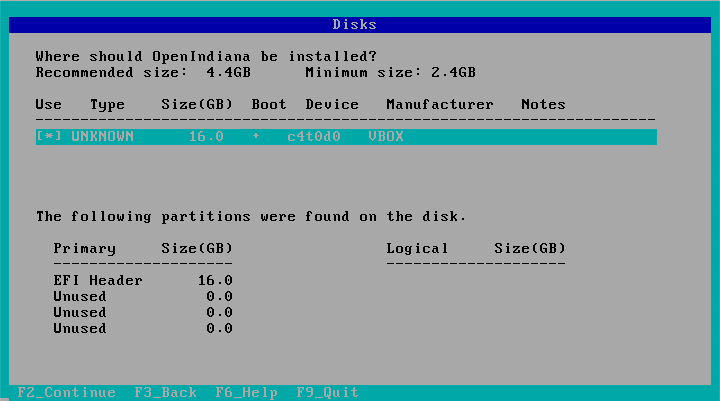 Disks
Where should OpenIndiana be installed?
Recommended size:  4.4GB      Minimum size: 2.4GB
Use   Type    Size(GB)  Boot  Device   Manufacturer   Notes
---------------------------------------------------------------------
[*] UNKNOWN      16.0   +   c4t0d0   VBOX
The following partitions were found on the disk.
Primary     Size(GB)                 Logical     Size(GB)
--------------------                 --------------------
EFI Header      16.0
Unused           0.0
Unused           0.0
Unused           0.0
F2_Continue  F3_Back  F6_Help  F9_Quit